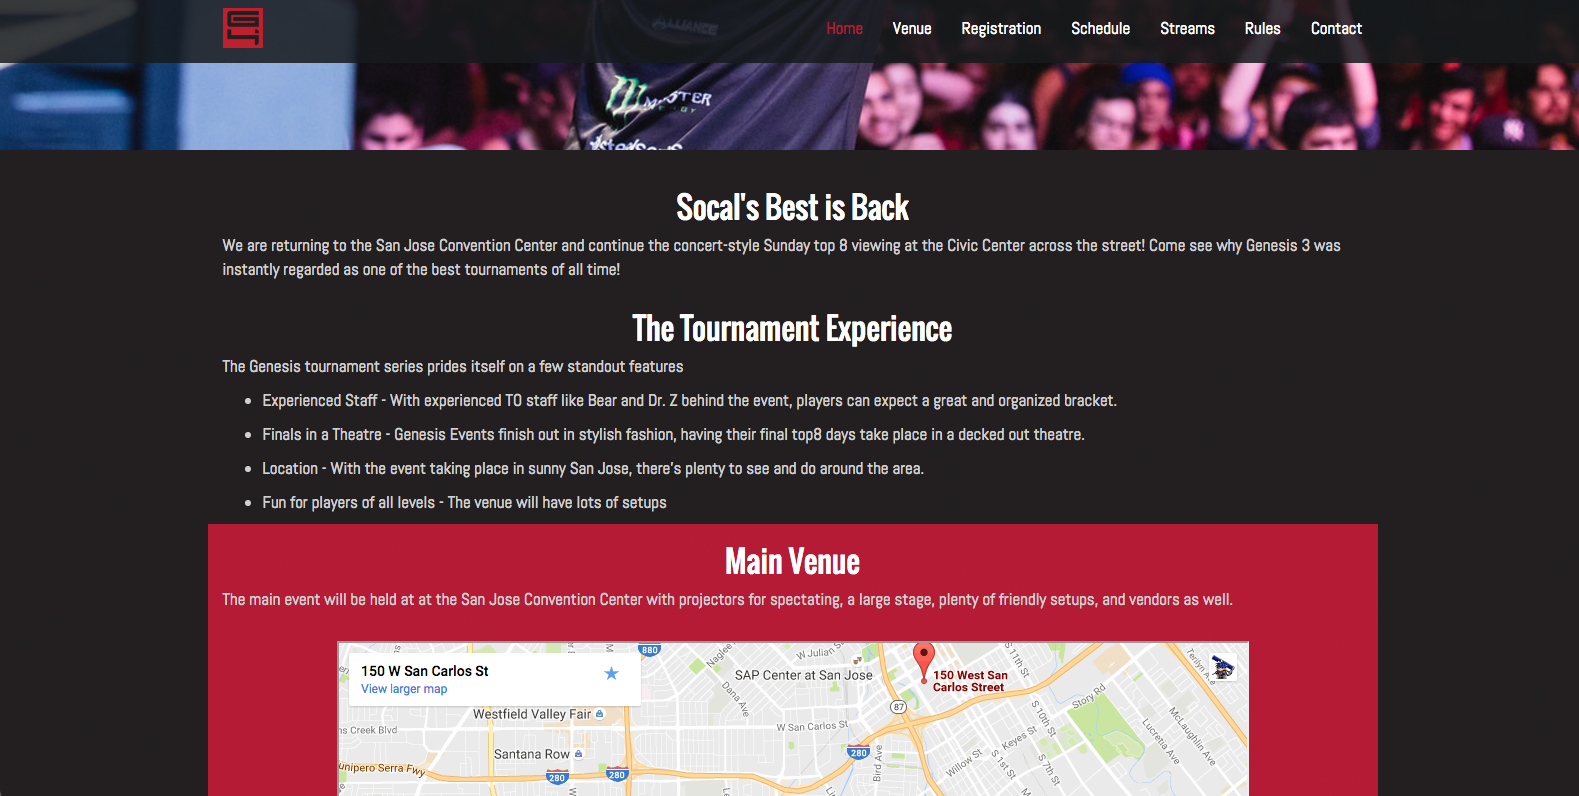 ALLIANCE
Home Venue Registration Schedule Streams Rules Contact
MONSTER
Socal's Best is Back
We are returning to the San Jose Convention Center and continue the concert-style Sunday top 8 viewing at the Civic Center across the street! Come see why Genesis 3 was
instantly regarded as one of the best tournaments of all time!
The Tournament Experience
The Genesis tournament series prides itself on a few standout features
• Experienced Staff - With experienced TO staff like Bear and Dr. Z behind the event, players can expect a great and organized bracket.
• Finals in a Theatre - Genesis Events finish out in stylish fashion, having their final top8 days take place in a decked out theatre.
• Location - With the event taking place in sunny San Jose, there's plenty to see and do around the area.
• Fun for players of all levels - The venue will have lots of setups
Main Venue
The main event will be held at at the San Jose Convention Center with projectors for spectating, a large stage, plenty of friendly setups, and vendors as well.
150 W San Carlos St
View larger map
880
Naglee
W Julian St
S 11th St
Terilyn
SAP Center at San Jose
150 West San
Carlos Street
Dana Ave
87
Story Rd
Westfield Valley Fair
S 10th St
McLaughlin Ave
Lucretia Ave
ns Creek Blvd
W San Carlos St
S Keyes St
Santana Row
280
Bird Ave
Willow St
S 1st St
S 7th St
unipero Serra Fwy
280
280